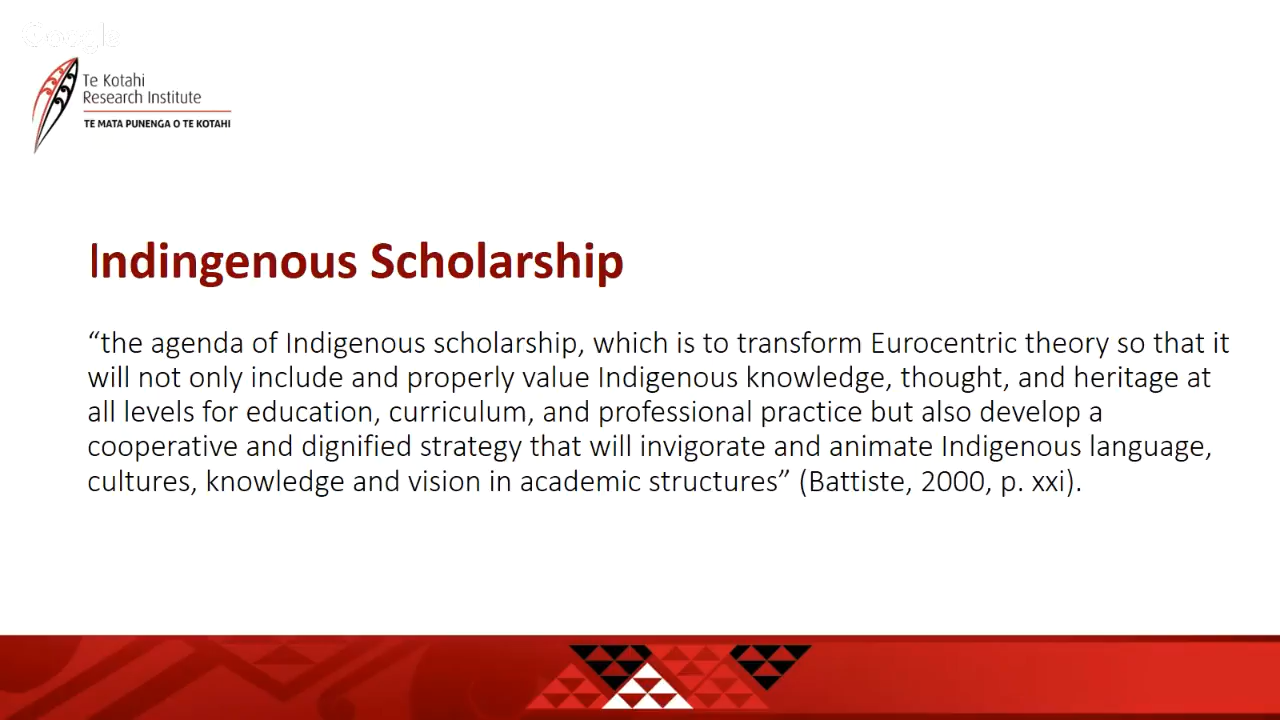 Google
Te Kotahi
Research Institute
TE MATA PUNENGA O TE KOTAHI
Indingenous Scholarship
“the agenda of Indigenous scholarship, which is to transform Eurocentric theory so that it
will not only include and properly value Indigenous knowledge, thought, and heritage at
all levels for education, curriculum, and professional practice but also develop a
cooperative and dignified strategy that will invigorate and animate Indigenous language,
cultures, knowledge and vision in academic structures” (Battiste, 2000, p. xxi).